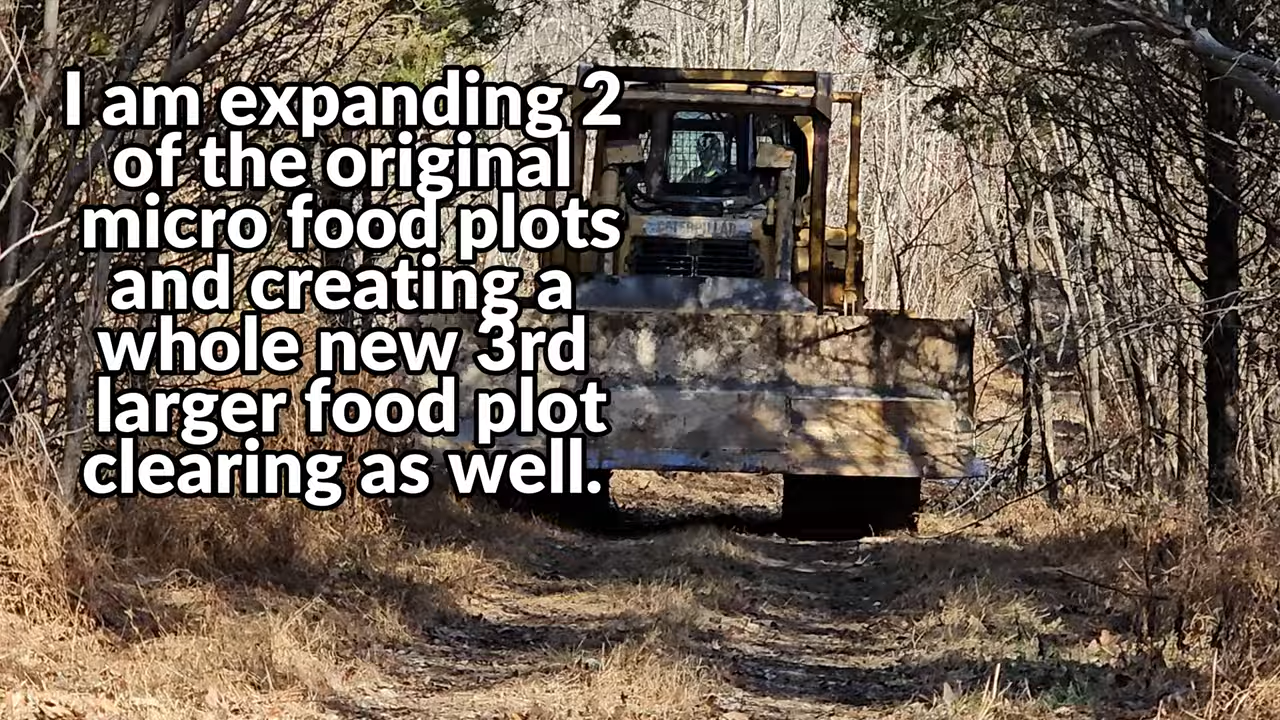 I am expanding 2
of the original
micro food plots
and creating a
whole new 3rd
larger food plot
clearing as well.
CATERPILLAR